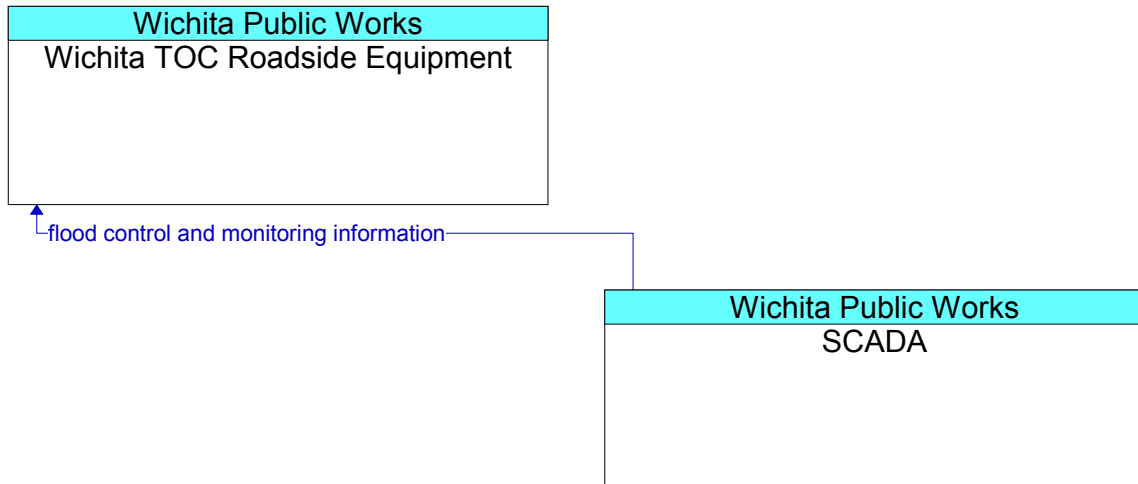 Wichita Public Works
Wichita TOC Roadside Equipment
flood control and monitoring information
Wichita Public Works
SCADA